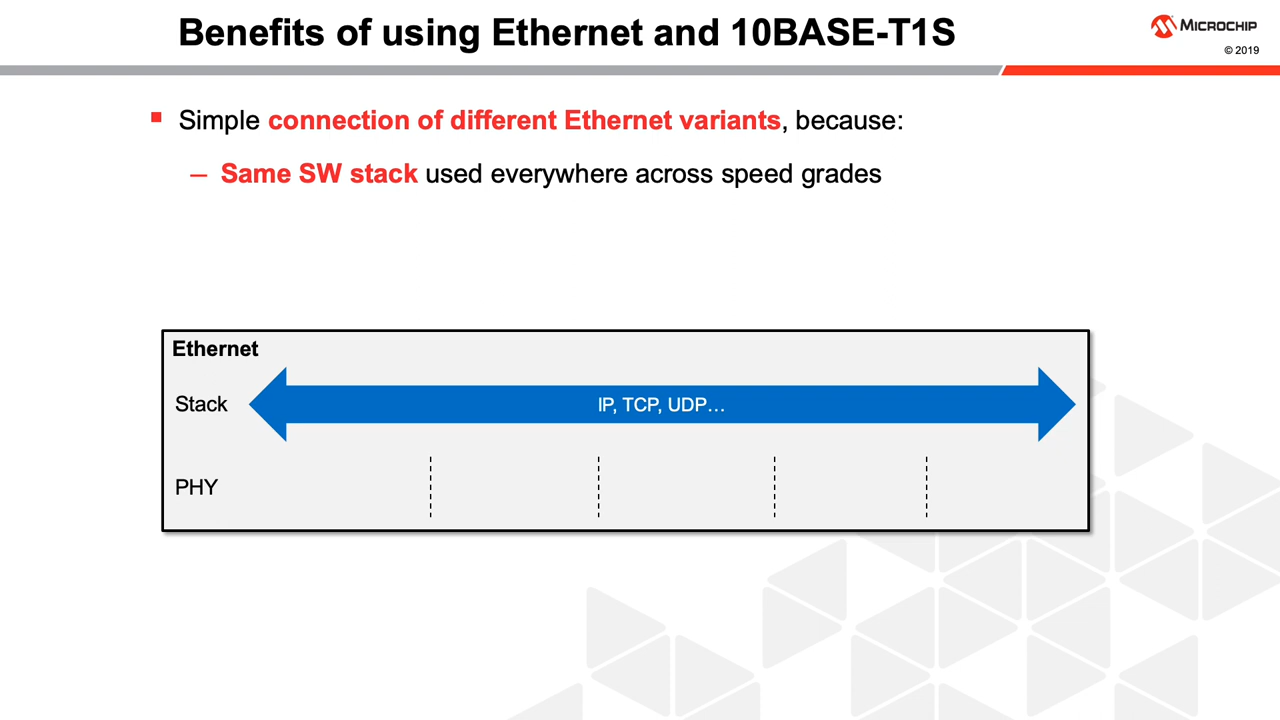 Benefits of using Ethernet and 10BASE-T1S
MICROCHIP
© 2019
Simple connection of different Ethernet variants, because:
– Same SW stack used everywhere across speed grades
Ethernet
Stack
IP, TCP, UDP…
PHY